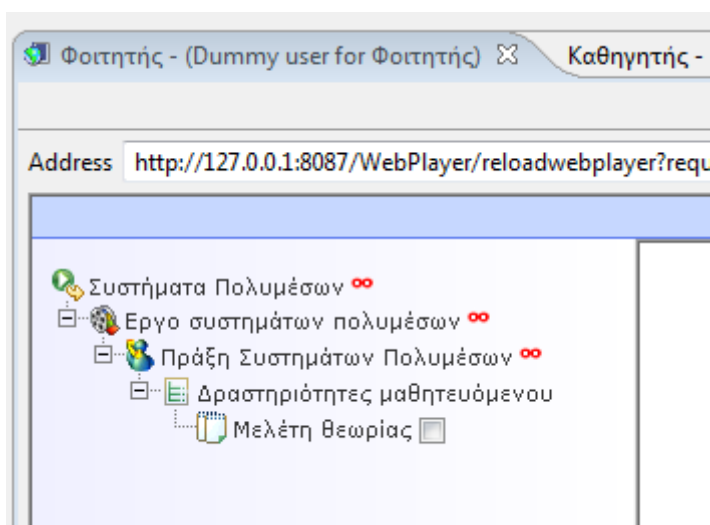 Φοιτητής - (Dummy user for Φοιτητής) Καθηγητής -
Address http://127.0.0.1:8087/WebPlayer/reloadwebplayer?requ
Συστήματα Πολυμέσων
Εργο συστημάτων πολυμέσων
Πράξη Συστημάτων Πολυμέσων
Δραστηριότητες μαθητευόμενου
Μελέτη θεωρίας